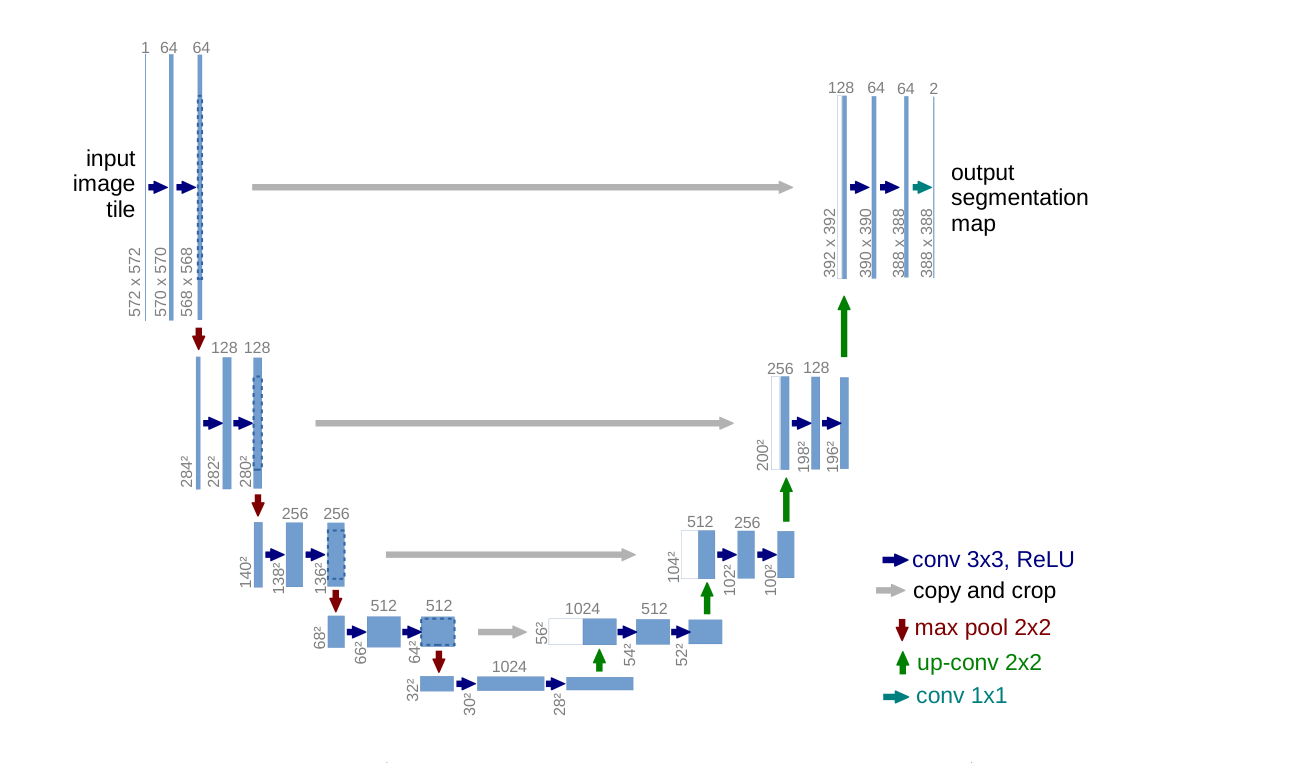 1 64 64
input
image
tile
572 x 572
570 x 570
568 x 568
128 64 64 2
output
segmentation
map
392 x 392
390 x 390
388 x 388
388 x 388
128 128
284²
282²
280²
256 128
200²
198²
196²
256 256
140²
138²
136²
512 256
104²
102²
100²
512 512
68²
66²
64²
1024 512
56²
54²
52²
1024
32²
30²
28²
conv 3x3, ReLU
copy and crop
max pool 2x2
up-conv 2x2
conv 1x1